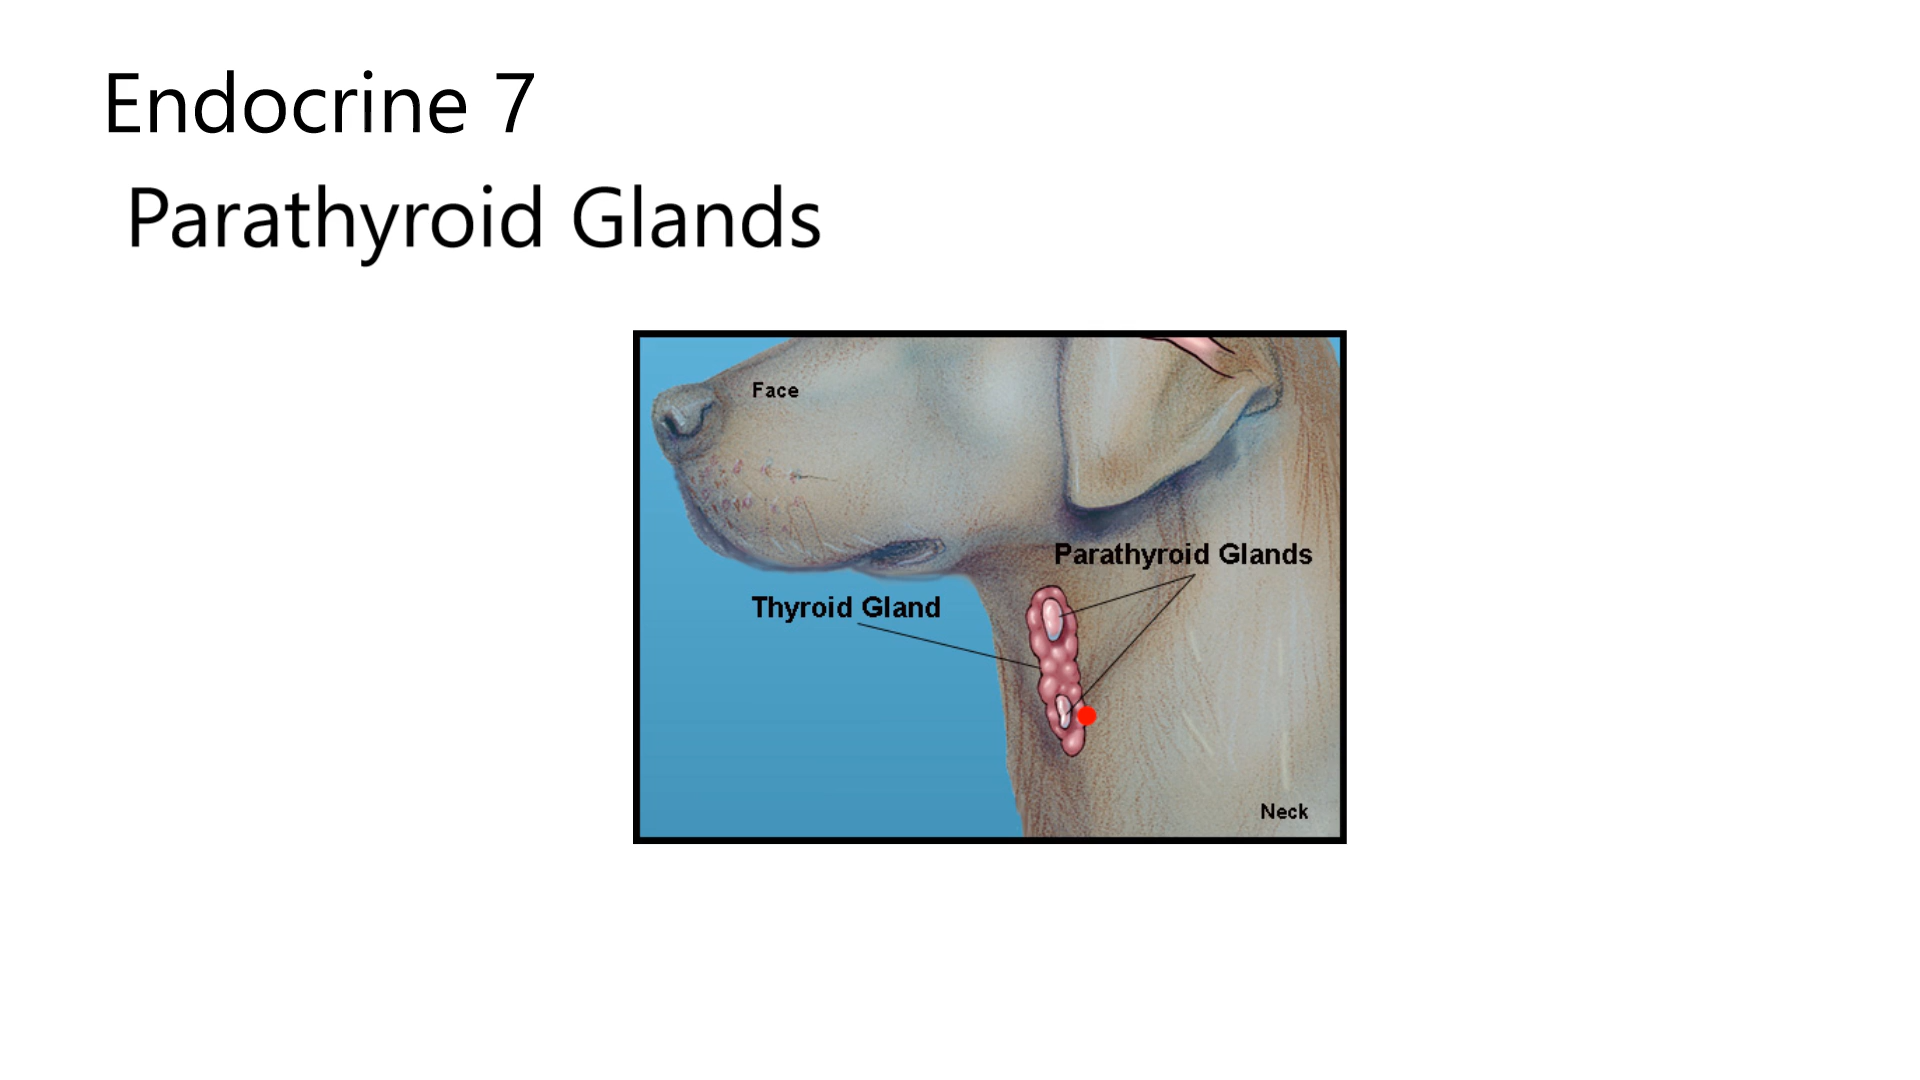 Endocrine 7
Parathyroid Glands
Face
Parathyroid Glands
Thyroid Gland
Neck